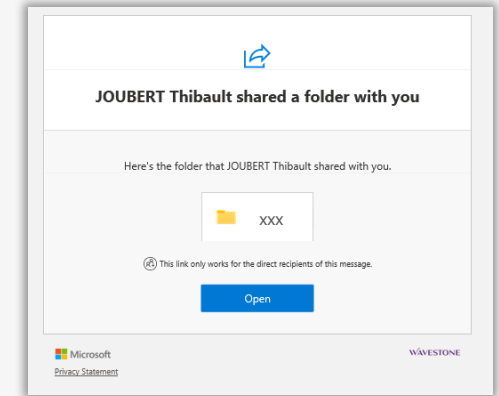 JOUBERT Thibault shared a folder with you
Here's the folder that JOUBERT Thibault shared with you.
xxx
This link only works for the direct recipients of this message.
Open
Microsoft
WAVESTONE
Privacy Statement